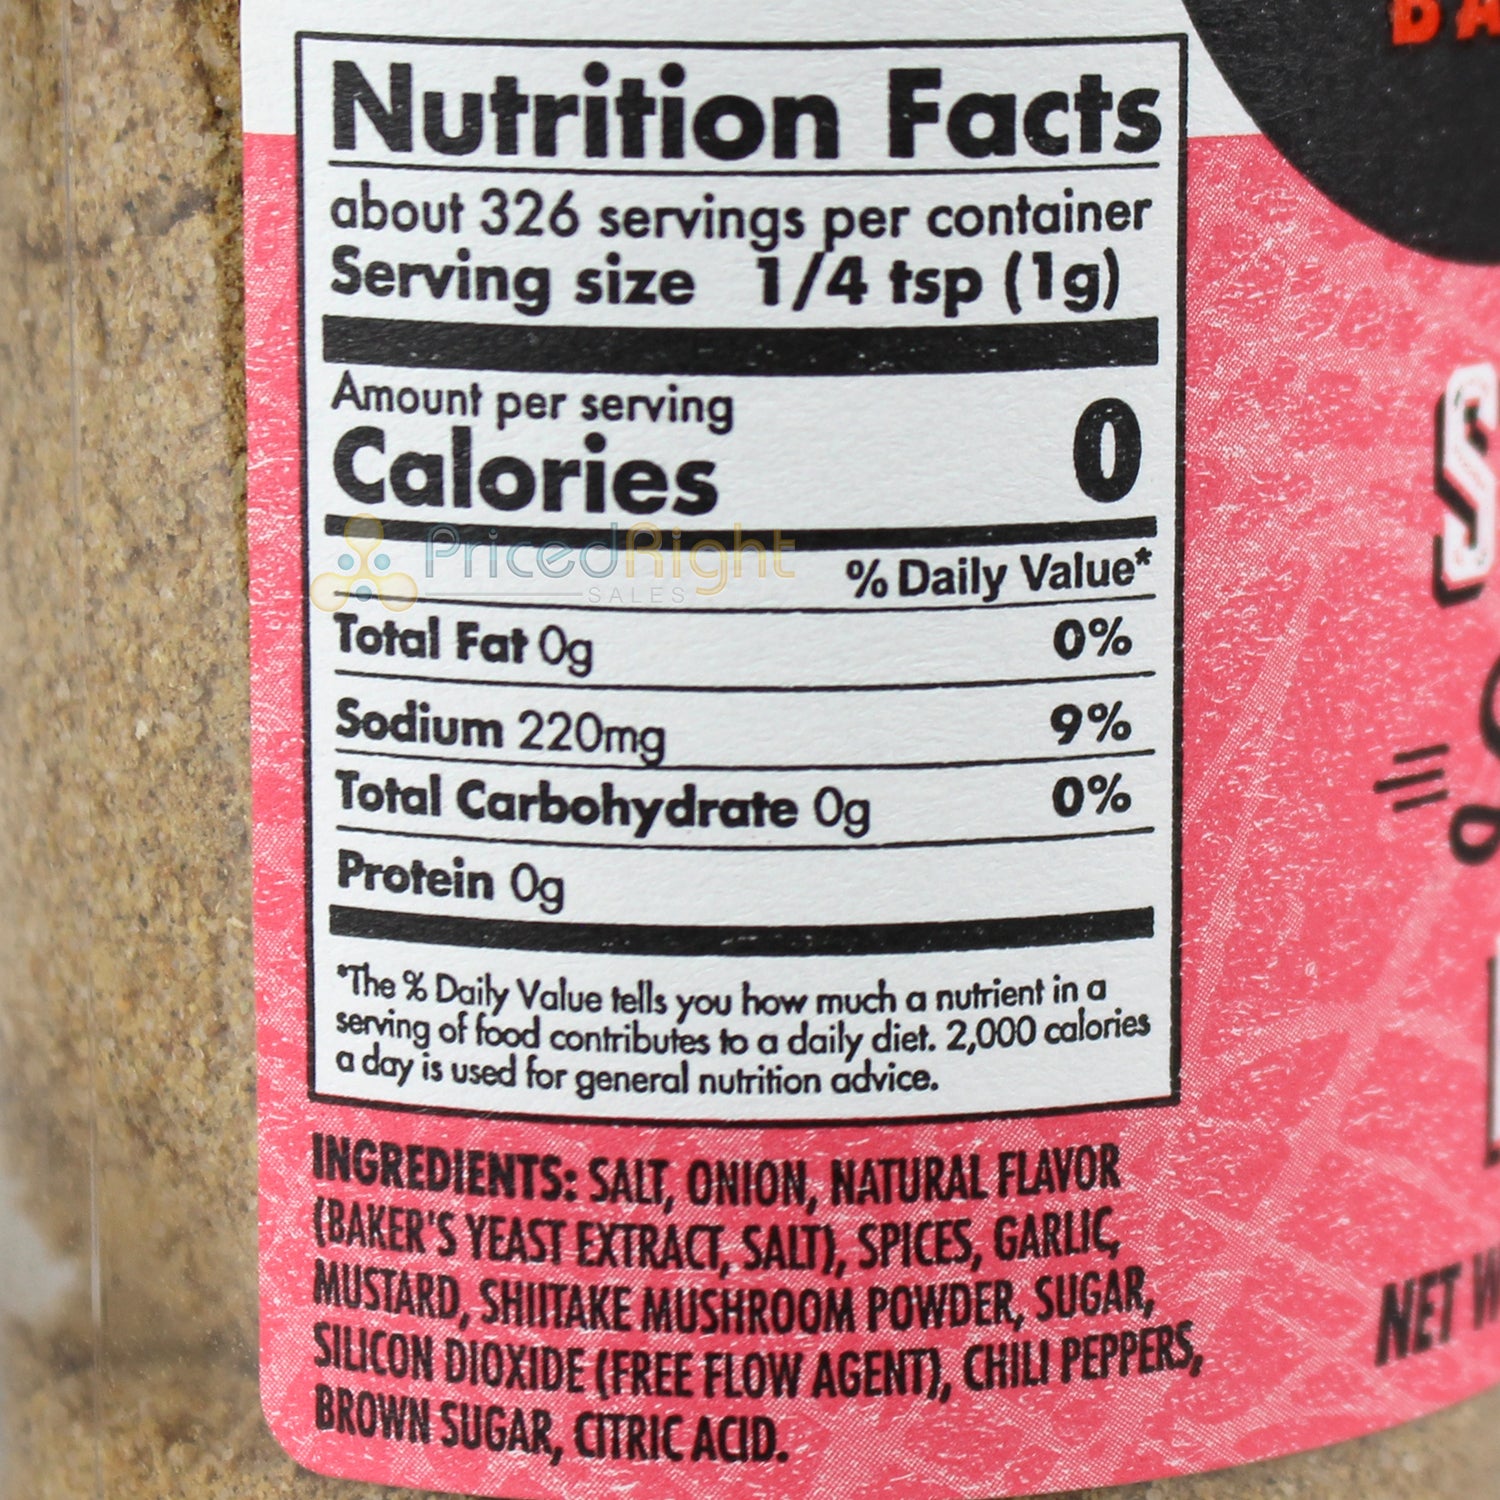 BA
Nutrition Facts
about 326 servings per container
Serving size 1/4 tsp (1g)
Amount per serving
Calories 0
PricedRight
SALES
% Daily Value*
Total Fat 0g 0%
Sodium 220mg 9%
Total Carbohydrate 0g 0%
Protein 0g
*The % Daily Value tells you how much a nutrient in a
serving of food contributes to a daily diet. 2,000 calories
a day is used for general nutrition advice.
INGREDIENTS: SALT, ONION, NATURAL FLAVOR
(BAKER'S YEAST EXTRACT, SALT), SPICES, GARLIC,
MUSTARD, SHIITAKE MUSHROOM POWDER, SUGAR,
SILICON DIOXIDE (FREE FLOW AGENT), CHILI PEPPERS,
BROWN SUGAR, CITRIC ACID.
S
NET